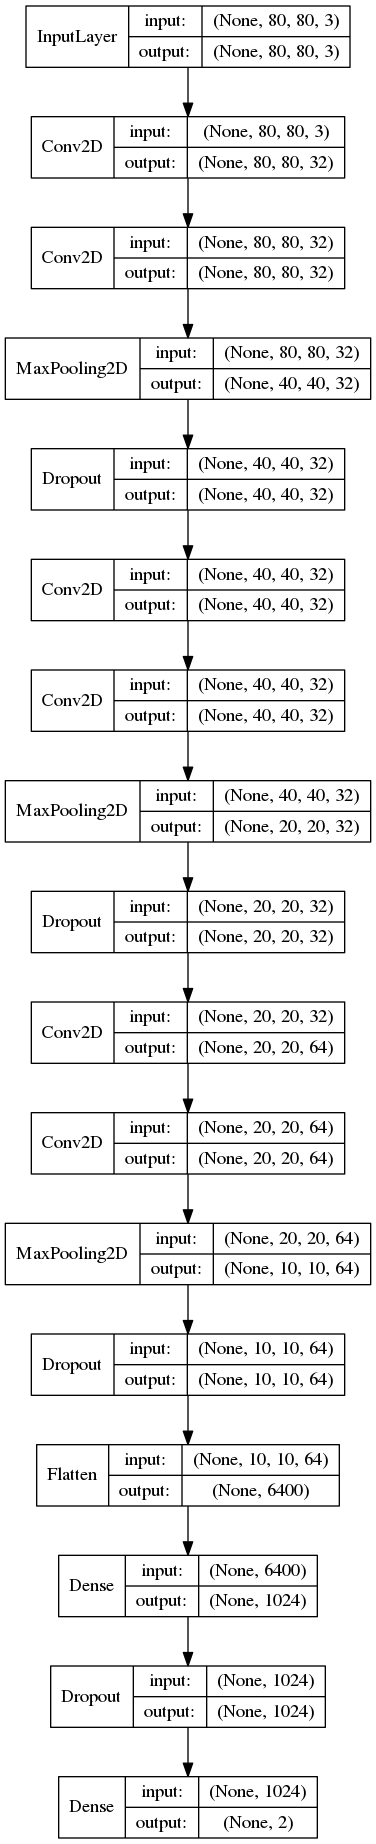 InputLayer
input: (None, 80, 80, 3)
output: (None, 80, 80, 3)
Conv2D
input: (None, 80, 80, 3)
output: (None, 80, 80, 32)
Conv2D
input: (None, 80, 80, 32)
output: (None, 80, 80, 32)
MaxPooling2D
input: (None, 80, 80, 32)
output: (None, 40, 40, 32)
Dropout
input: (None, 40, 40, 32)
output: (None, 40, 40, 32)
Conv2D
input: (None, 40, 40, 32)
output: (None, 40, 40, 32)
Conv2D
input: (None, 40, 40, 32)
output: (None, 40, 40, 32)
MaxPooling2D
input: (None, 40, 40, 32)
output: (None, 20, 20, 32)
Dropout
input: (None, 20, 20, 32)
output: (None, 20, 20, 32)
Conv2D
input: (None, 20, 20, 32)
output: (None, 20, 20, 64)
Conv2D
input: (None, 20, 20, 64)
output: (None, 20, 20, 64)
MaxPooling2D
input: (None, 20, 20, 64)
output: (None, 10, 10, 64)
Dropout
input: (None, 10, 10, 64)
output: (None, 10, 10, 64)
Flatten
input: (None, 10, 10, 64)
output: (None, 6400)
Dense
input: (None, 6400)
output: (None, 1024)
Dropout
input: (None, 1024)
output: (None, 1024)
Dense
input: (None, 1024)
output: (None, 2)